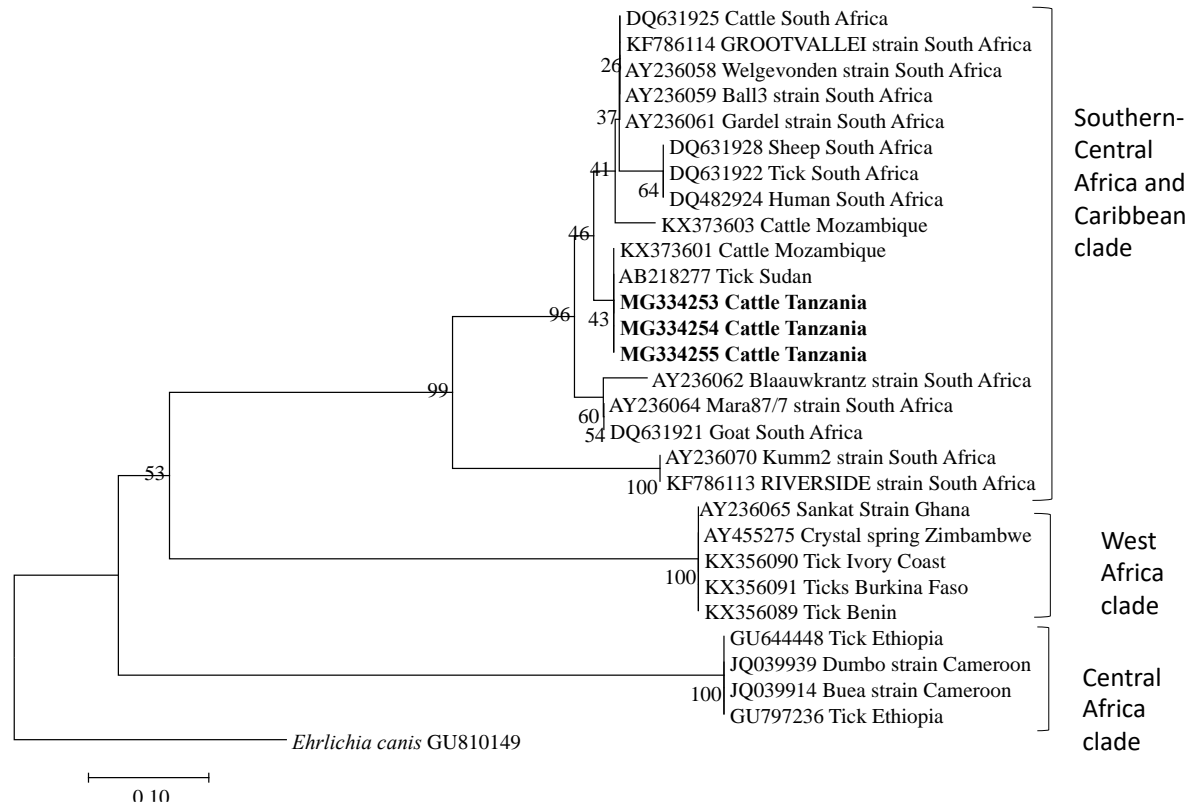 DQ631925 Cattle South Africa
KF786114 GROOTVALLEI strain South Africa
26
AY236058 Welgevonden strain South Africa
AY236059 Ball3 strain South Africa
37
AY236061 Gardel strain South Africa
DQ631928 Sheep South Africa
41
DQ631922 Tick South Africa
64
DQ482924 Human South Africa
KX373603 Cattle Mozambique
46
KX373601 Cattle Mozambique
AB218277 Tick Sudan
MG334253 Cattle Tanzania
96
43
MG334254 Cattle Tanzania
MG334255 Cattle Tanzania
AY236062 Blaauwkrantz strain South Africa
99
AY236064 Mara87/7 strain South Africa
60
54
DQ631921 Goat South Africa
AY236070 Kumm2 strain South Africa
53
100
KF786113 RIVERSIDE strain South Africa
AY236065 Sankat Strain Ghana
AY455275 Crystal spring Zimbambwe
KX356090 Tick Ivory Coast
100
KX356091 Ticks Burkina Faso
KX356089 Tick Benin
GU644448 Tick Ethiopia
JQ039939 Dumbo strain Cameroon
100
JQ039914 Buea strain Cameroon
GU797236 Tick Ethiopia
Ehrlichia canis GU810149
0.10
Southern-
Central
Africa and
Caribbean
clade
West
Africa
clade
Central
Africa
clade